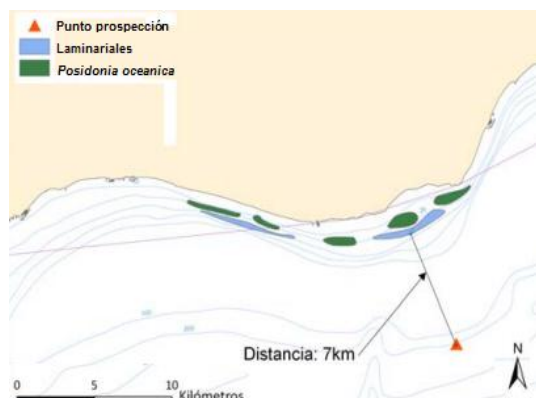 Punto prospección
Laminariales
Posidonia oceanica
Distancia: 7km
N
0 5 10
Kilómetros